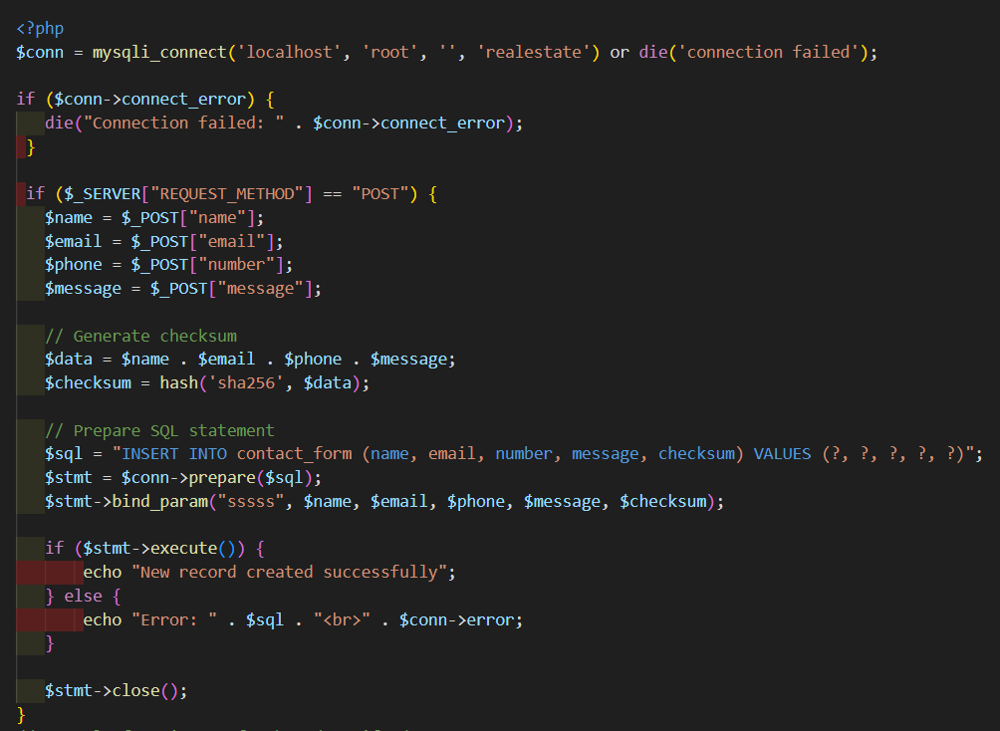 <?php
$conn = mysqli_connect('localhost', 'root', '', 'realestate') or die('connection failed');
if ($conn->connect_error) {
die("Connection failed: " . $conn->connect_error);
}
if ($_SERVER["REQUEST_METHOD"] == "POST") {
$name = $_POST["name"];
$email = $_POST["email"];
$phone = $_POST["number"];
$message = $_POST["message"];
// Generate checksum
$data = $name . $email . $phone . $message;
$checksum = hash('sha256', $data);
// Prepare SQL statement
$sql = "INSERT INTO contact_form (name, email, number, message, checksum) VALUES (?, ?, ?, ?, ?)";
$stmt = $conn->prepare($sql);
$stmt->bind_param("sssss", $name, $email, $phone, $message, $checksum);
if ($stmt->execute()) {
echo "New record created successfully";
} else {
echo "Error: " . $sql . "<br>" . $conn->error;
}
$stmt->close();
}